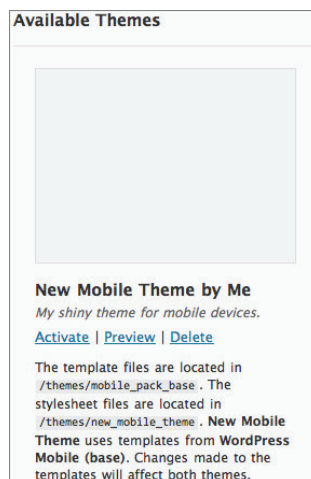 Available Themes
New Mobile Theme by Me
My shiny theme for mobile devices.
Activate | Preview | Delete
The template files are located in
/themes/mobile_pack_base . The
stylesheet files are located in
/themes/new_mobile_theme . New Mobile
Theme uses templates from WordPress
Mobile (base). Changes made to the
templates will affect both themes.